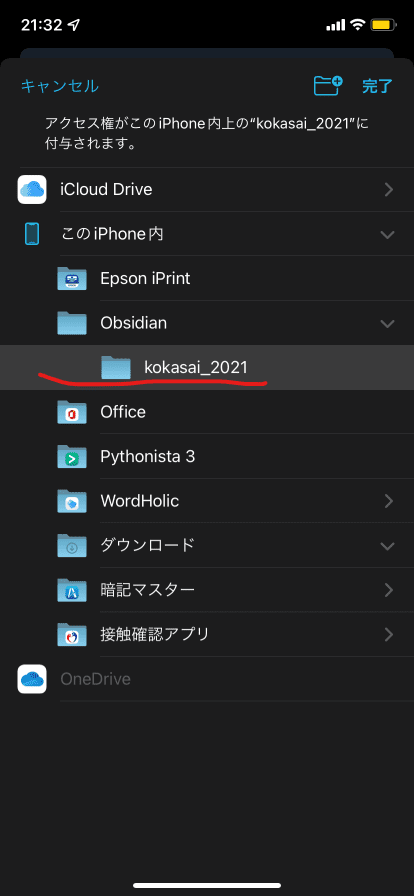 21:32
キャンセル
完了
アクセス権がこのiPhone内上の“kokasai_2021”に
付与されます。
iCloud Drive
このiPhone内
Epson iPrint
Obsidian
kokasai_2021
Office
Pythonista 3
WordHolic
ダウンロード
暗記マスター
接触確認アプリ
OneDrive